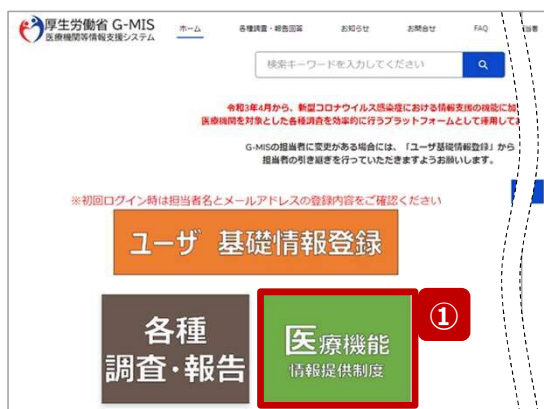 厚生労働省 G-MIS
医療機関等情報支援システム
ホーム
各種調査・報告回答
お知らせ
お問合せ
FAQ
当者
検索キーワードを入力してください
令和3年4月から、新型コロナウイルス感染症における情報支援の機能に加
医療機関を対象とした各種調査を効率的に行うプラットフォームとして運用して
G-MISの担当者に変更がある場合には、「ユーザ基礎情報登録」から
担当者の引き継ぎを行っていただきますようお願いします。
※初回ログイン時は担当者名とメールアドレスの登録内容をご確認ください
ユーザ 基礎情報登録
各種
調査・報告
医療機能
情報提供制度
①